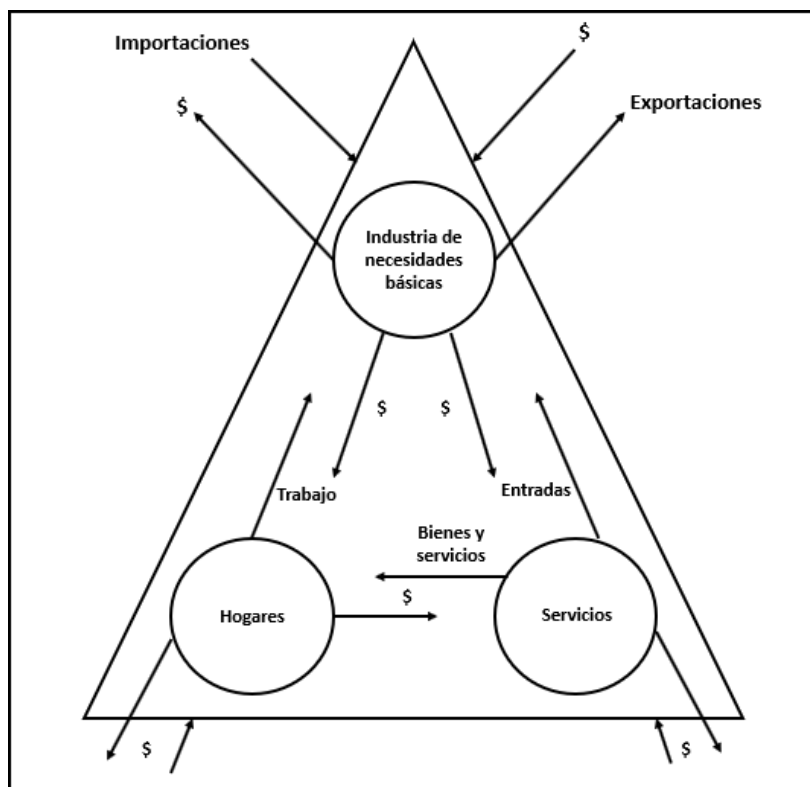 Importaciones
$
$
Exportaciones
Industria de
necesidades
básicas
$
$
Trabajo
Entradas
Bienes y
servicios
$
Hogares
Servicios
$
$